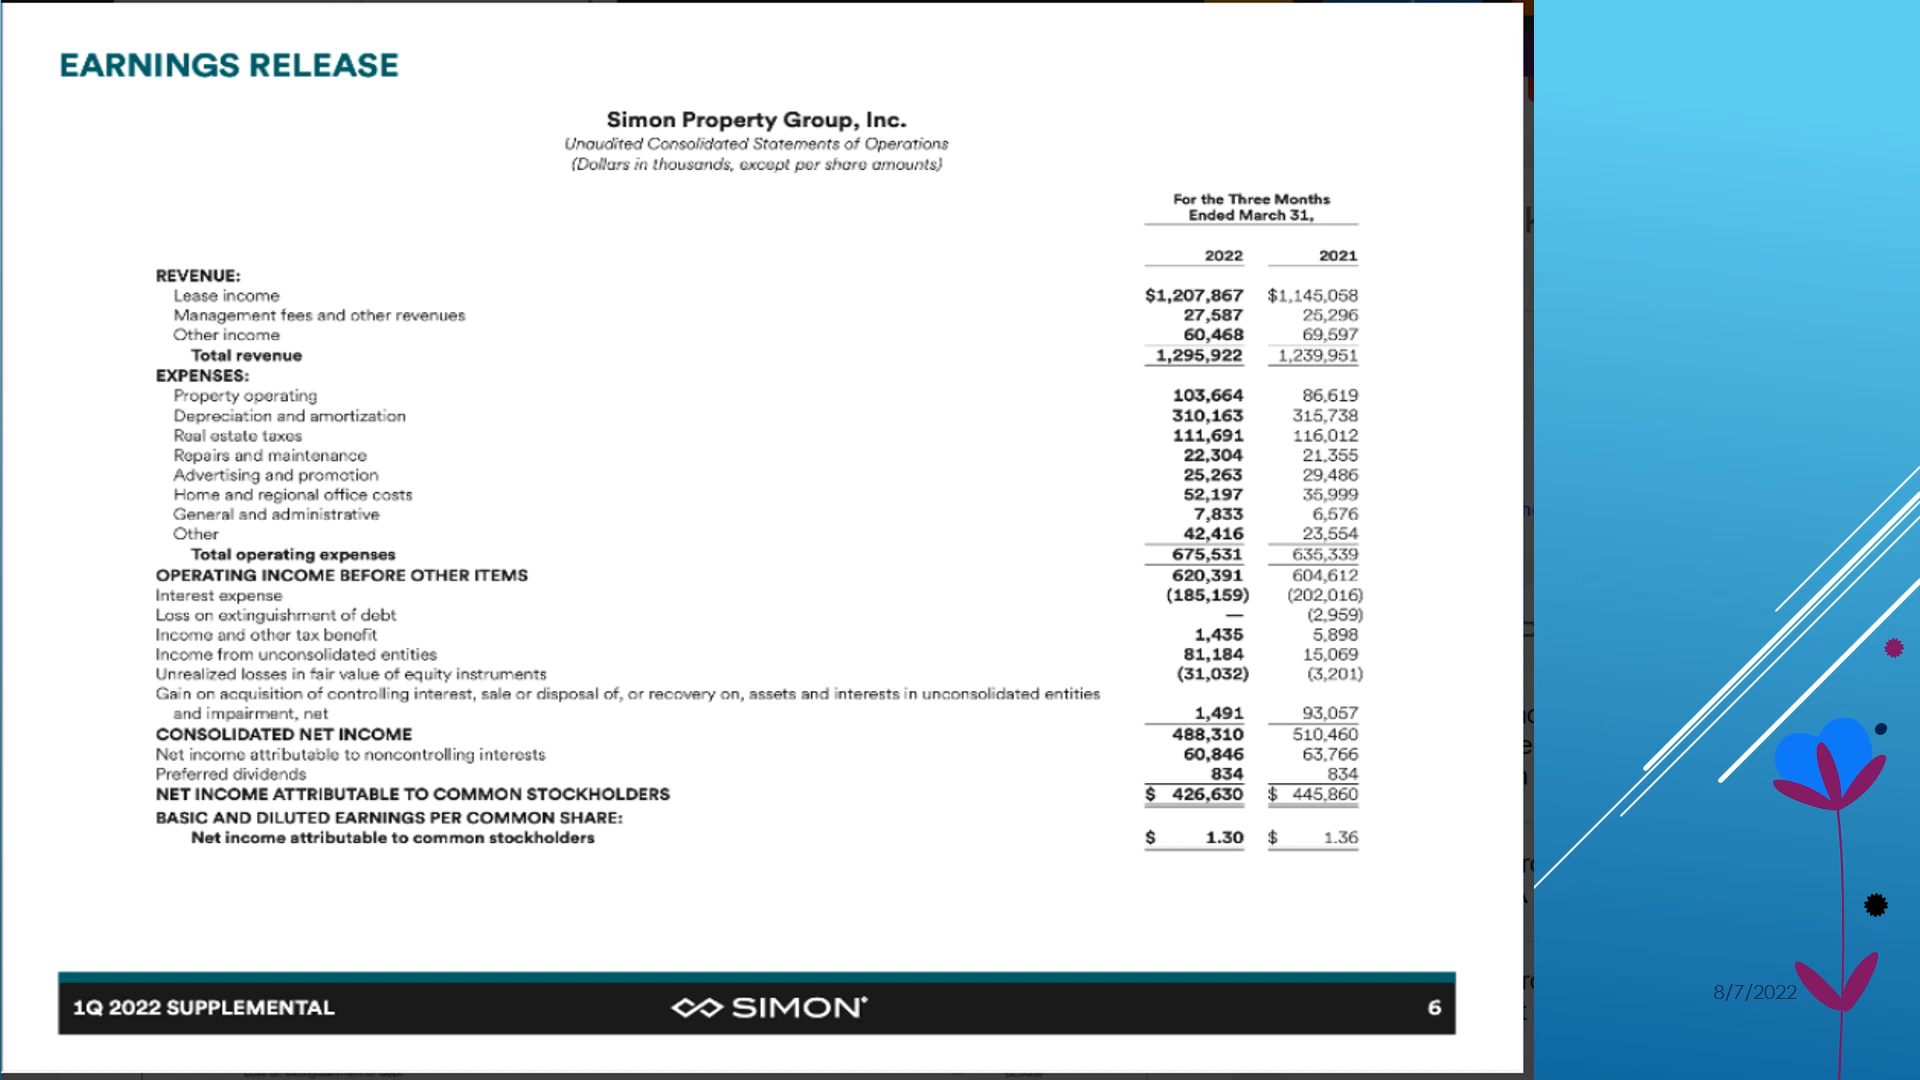 EARNINGS RELEASE
Simon Property Group, Inc.
Unaudited Consolidated Statements of Operations
(Dollars in thousands, except per share amounts)
For the Three Months
Ended March 31,
2022 2021
REVENUE:
Lease income $1,207,867 $1,145,058
Management fees and other revenues 27,587 25,296
Other income 60,468 69,597
Total revenue 1,295,922 1,239,951
EXPENSES:
Property operating 103,664 86,619
Depreciation and amortization 310,163 315,738
Real estate taxes 111,691 116,012
Repairs and maintenance 22,304 21,355
Advertising and promotion 25,263 29,486
Home and regional office costs 52,197 35,999
General and administrative 7,833 6,576
Other 42,416 23,554
Total operating expenses 675,531 635,339
OPERATING INCOME BEFORE OTHER ITEMS 620,391 604,612
Interest expense (185,159) (202,016)
Loss on extinguishment of debt — (2,959)
Income and other tax benefit 1,435 5,898
Income from unconsolidated entities 81,184 15,069
Unrealized losses in fair value of equity instruments (31,032) (3,201)
Gain on acquisition of controlling interest, sale or disposal of, or recovery on, assets and interests in unconsolidated entities
and impairment, net 1,491 93,057
CONSOLIDATED NET INCOME 488,310 510,460
Net income attributable to noncontrolling interests 60,846 63,766
Preferred dividends 834 834
NET INCOME ATTRIBUTABLE TO COMMON STOCKHOLDERS $ 426,630 $ 445,860
BASIC AND DILUTED EARNINGS PER COMMON SHARE:
Net income attributable to common stockholders $ 1.30 $ 1.36
1Q 2022 SUPPLEMENTAL SIMON 6
8/7/2022